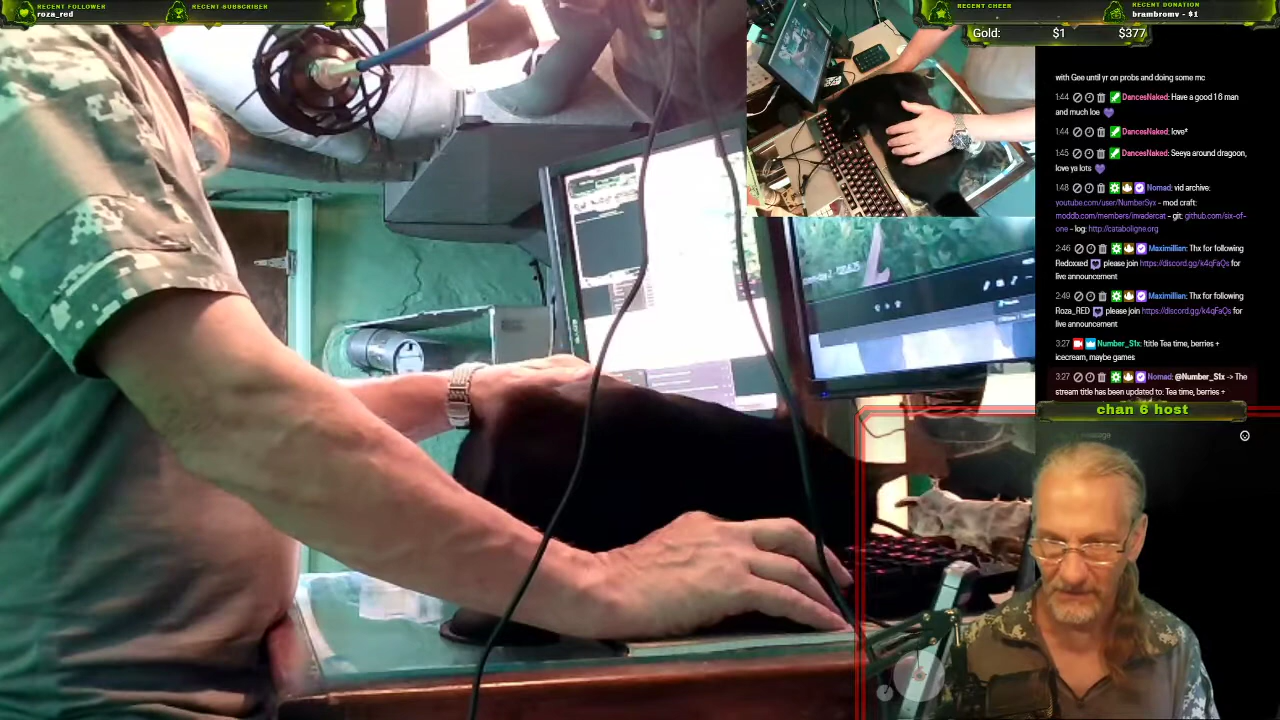 RECENT FOLLOWER
roza_red
RECENT SUBSCRIBER
RECENT CHEER
RECENT DONATION
brambromv - $1
Gold: $1 $377
with Gee until yr on probs and doing some mc
1:44 DancesNaked: Have a good 16 man
and much loe
1:44 DancesNaked: love*
1:45 DancesNaked: Seeya around dragoon,
love ya lots
1:48 Nomad: vid archive:
youtube.com/user/NumberSyx - mod craft:
moddb.com/members/invadercat - git: github.com/six-of-
one - log: http://cataboligne.org
2:46 Maximillian: Thx for following
Redoxxed please join https://discord.gg/k4qFaQs for
live announcement
2:49 Maximillian: Thx for following
Roza_RED please join https://discord.gg/k4qFaQs for
live announcement
3:27 Number_S1x: !title Tea time, berries +
icecream, maybe games
3:27 Nomad: @Number_S1x -> The
stream title has been updated to: Tea time, berries +
chan 6 host